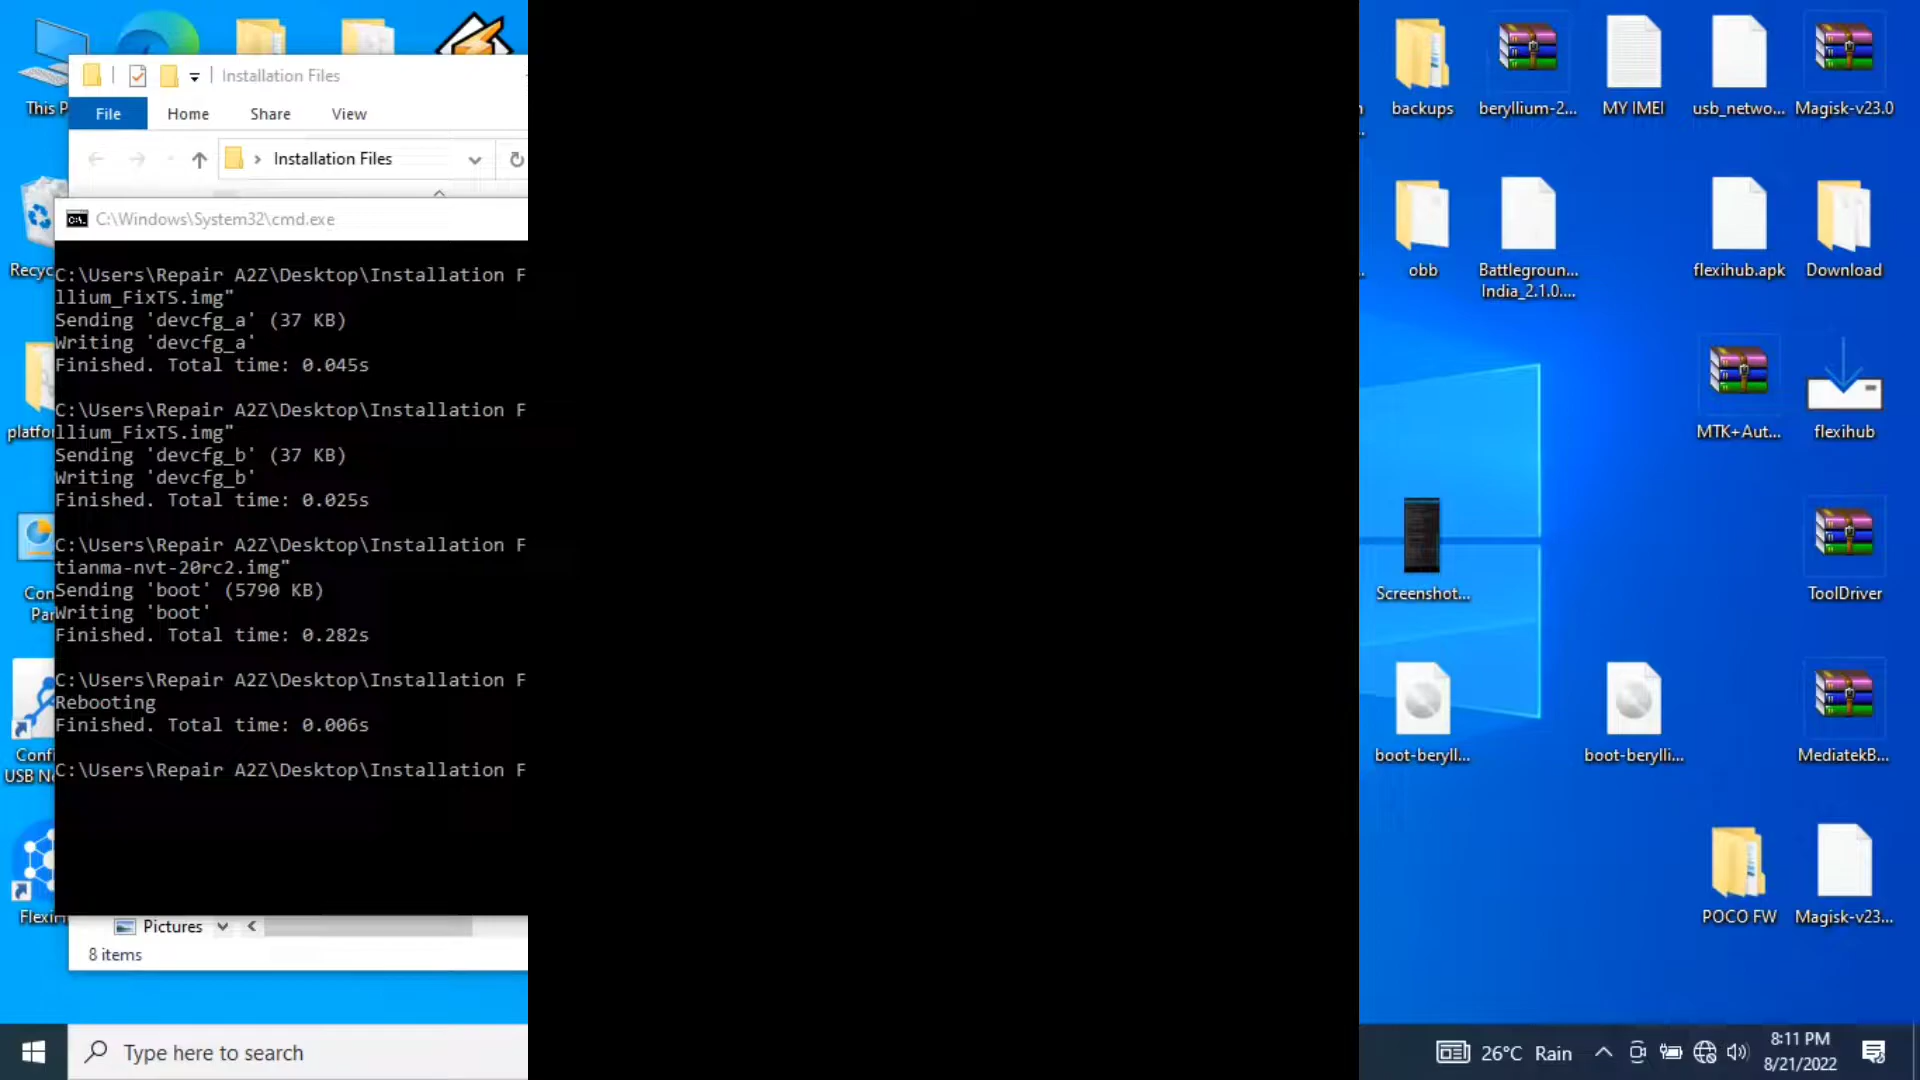 Installation Files
File Home Share View
Installation Files
C:\Windows\System32\cmd.exe
C:\Users\Repair A2Z\Desktop\Installation F
llium_FixTS.img"
Sending 'devcfg_a' (37 KB)
Writing 'devcfg_a'
Finished. Total time: 0.045s
C:\Users\Repair A2Z\Desktop\Installation F
llium_FixTS.img"
Sending 'devcfg_b' (37 KB)
Writing 'devcfg_b'
Finished. Total time: 0.025s
C:\Users\Repair A2Z\Desktop\Installation F
tianma-nvt-20rc2.img"
Sending 'boot' (5790 KB)
Writing 'boot'
Finished. Total time: 0.282s
C:\Users\Repair A2Z\Desktop\Installation F
Rebooting
Finished. Total time: 0.006s
C:\Users\Repair A2Z\Desktop\Installation F
Pictures
8 items
This P
Recyc
platfor
Con
Par
Conf
USB Ne
FlexiH
backups
beryllium-2...
MY IMEI
usb_netwo...
Magisk-v23.0
obb
Battlegroun...
India_2.1.0....
flexihub.apk
Download
MTK+Aut...
flexihub
Screenshot...
ToolDriver
boot-beryll...
boot-berylli...
MediatekB...
POCO FW
Magisk-v23...
Type here to search
26°C Rain
8:11 PM
8/21/2022